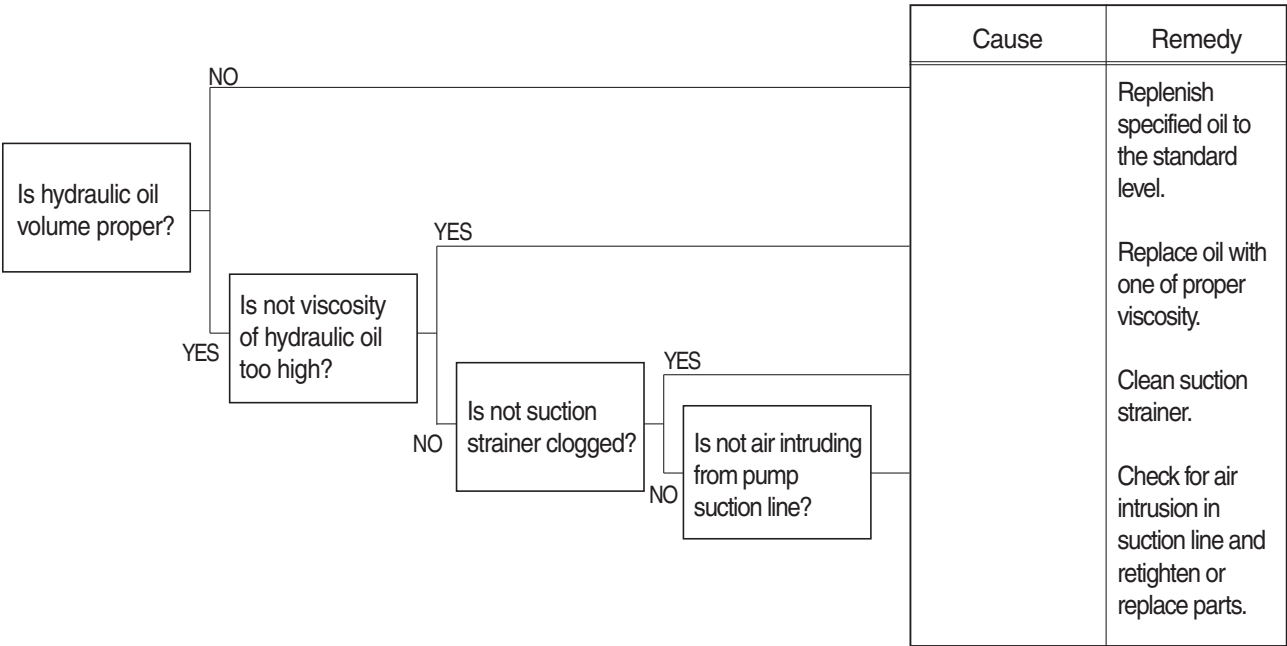 Cause
Remedy
NO
Replenish
specified oil to
the standard
level.
Is hydraulic oil
volume proper?
YES
Replace oil with
one of proper
viscosity.
Is not viscosity
of hydraulic oil
too high?
YES
YES
Clean suction
strainer.
Is not suction
strainer clogged?
NO
Is not air intruding
from pump
suction line?
NO
Check for air
intrusion in
suction line and
retighten or
replace parts.